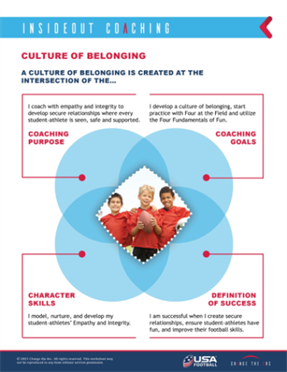 INSIDEOUT COACHING
CULTURE OF BELONGING
A CULTURE OF BELONGING IS CREATED AT THE
INTERSECTION OF THE...
I coach with empathy and integrity to
develop secure relationships where every
student-athlete is seen, safe and supported.
COACHING
PURPOSE
I develop a culture of belonging, start
practice with Four at the Field and utilize
the Four Fundamentals of Fun.
COACHING
GOALS
CHARACTER
SKILLS
I model, nurture, and develop my
student-athletes' Empathy and Integrity.
DEFINITION
OF SUCCESS
I am successful when I create secure
relationships, ensure student-athletes have
fun, and improve their football skills.
All rights reserved. This worksheet may
not be reproduced in any form without written permission.
USA
FOOTBALL